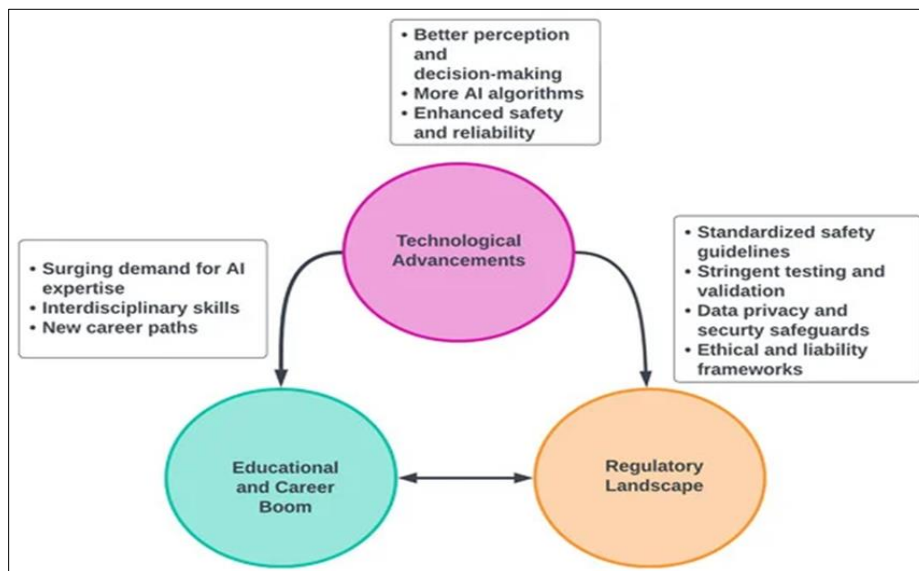 • Better perception
and
decision-making
• More AI algorithms
• Enhanced safety
and reliability
Technological
Advancements
• Surging demand for AI
expertise
• Interdisciplinary skills
• New career paths
• Standardized safety
guidelines
• Stringent testing and
validation
• Data privacy and
securty safeguards
• Ethical and liability
frameworks
Educational
and Career
Boom
Regulatory
Landscape